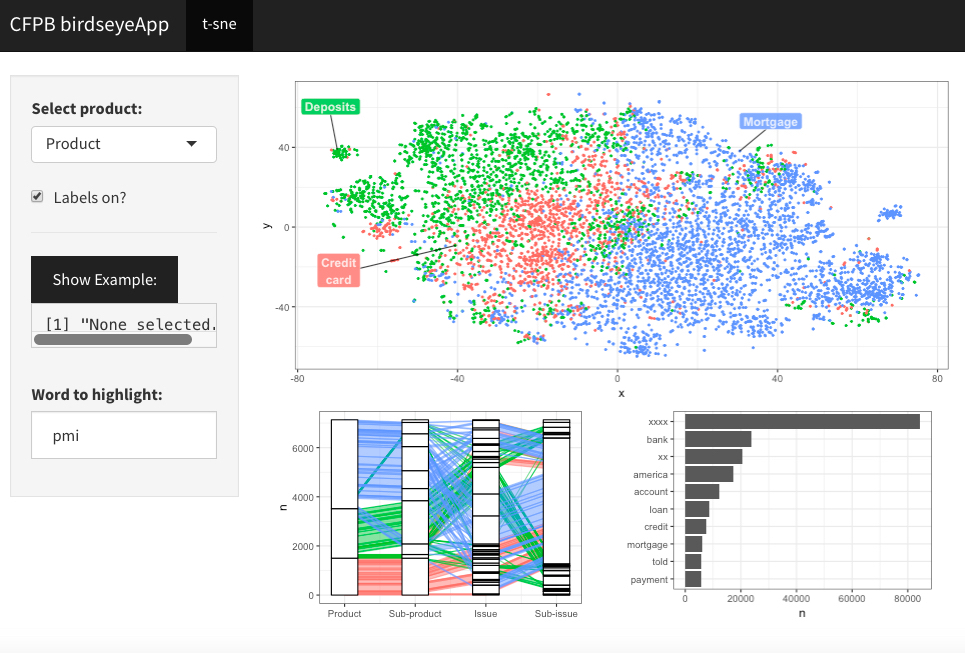 CFPB birdseyeApp
t-sne
Select product:
Product
Labels on?
Show Example:
[1] "None selected.
Word to highlight:
pmi
Deposits
Mortgage
Credit
card
y
40
0
-40
-80
-40
0
40
80
x
n
6000
4000
2000
0
Product
Sub-product
Issue
Sub-issue
xxxx
bank
xx
america
account
loan
credit
mortgage
told
payment
0
20000
40000
60000
80000
n